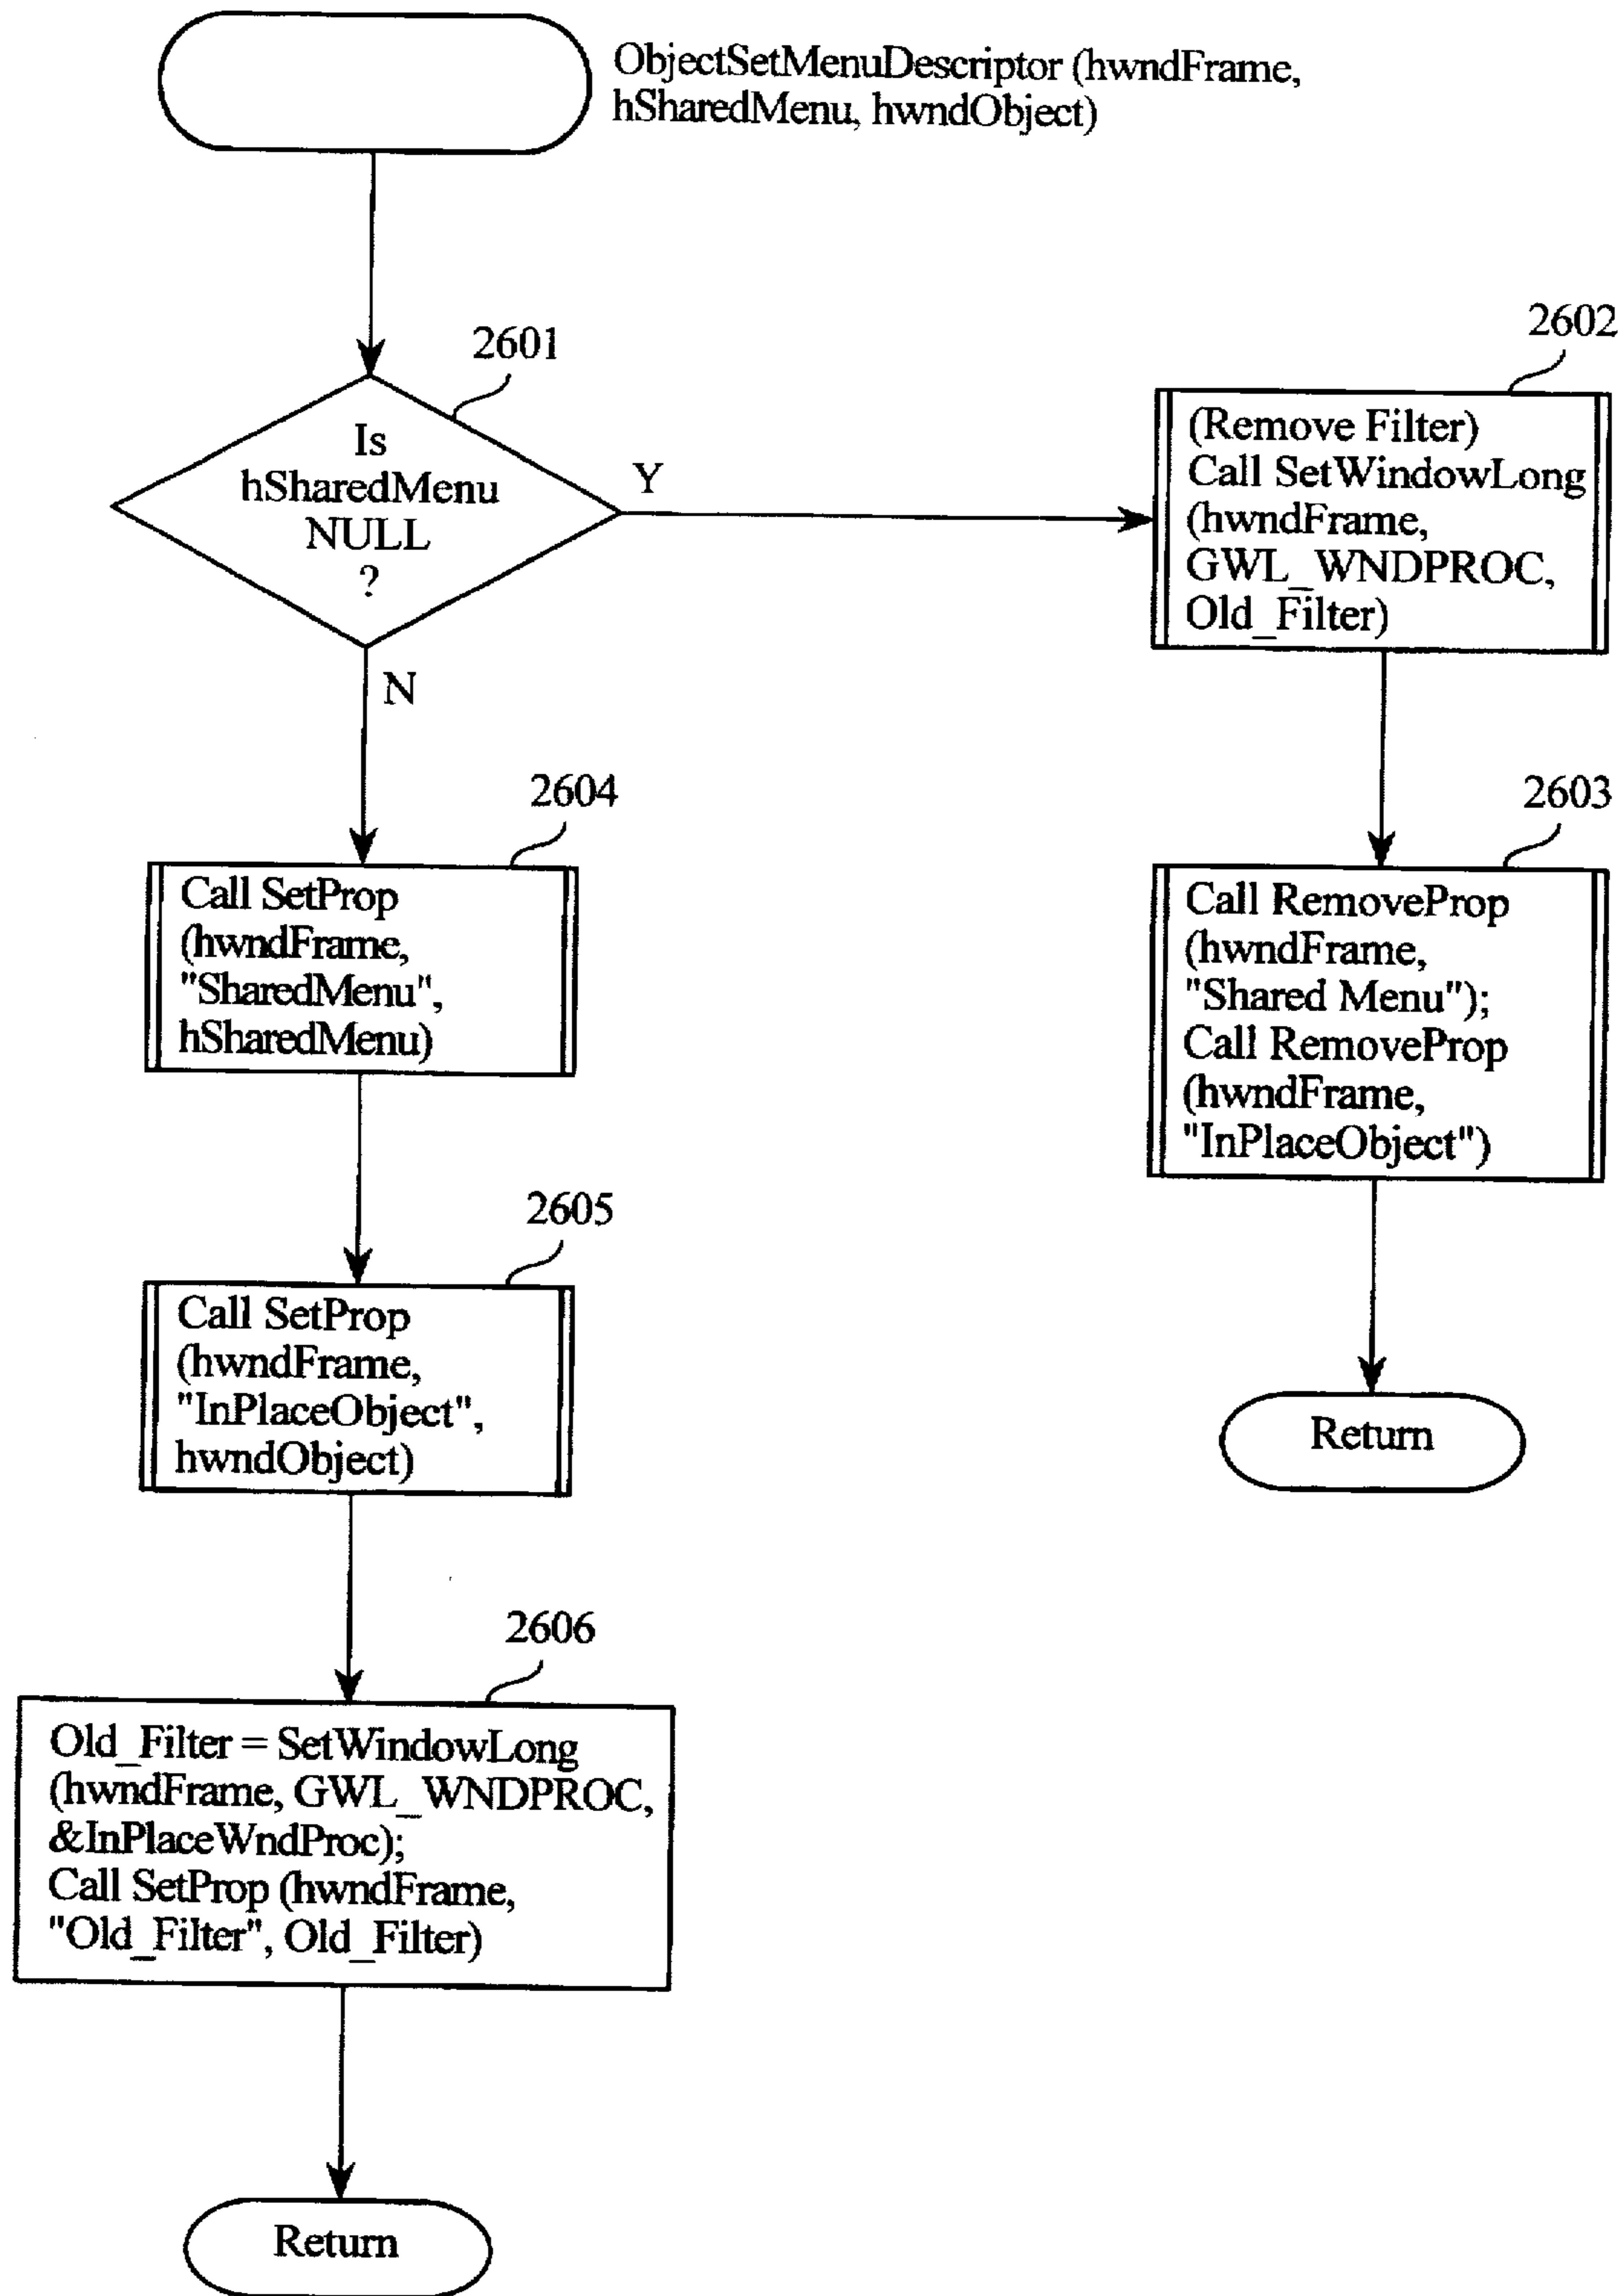 ObjectSetMenuDescriptor (hwndFrame,
hSharedMenu, hwndObject)
2601
Is
hSharedMenu
NULL
?
Y
N
2602
(Remove Filter)
Call SetWindowLong
(hwndFrame,
GWL_WNDPROC,
Old_Filter)
2603
Call RemoveProp
(hwndFrame,
"Shared Menu");
Call RemoveProp
(hwndFrame,
"InPlaceObject")
Return
2604
Call SetProp
(hwndFrame,
"SharedMenu",
hSharedMenu)
2605
Call SetProp
(hwndFrame,
"InPlaceObject",
hwndObject)
2606
Old_Filter = SetWindowLong
(hwndFrame, GWL_WNDPROC,
&InPlaceWndProc);
Call SetProp (hwndFrame,
"Old_Filter", Old_Filter)
Return